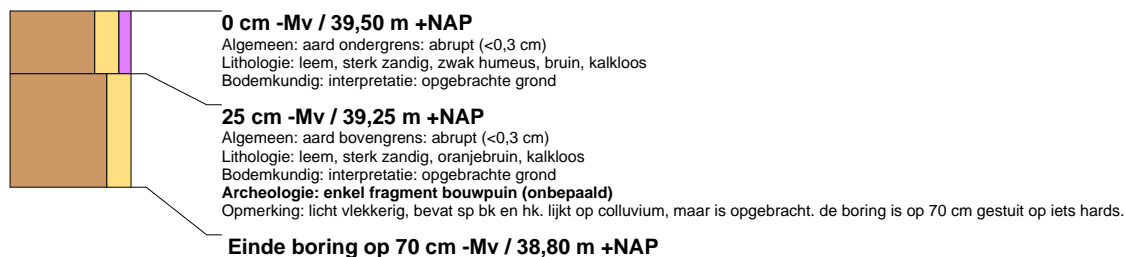 0 cm -Mv / 39,50 m +NAP
Algemeen: aard ondergrens: abrupt (<0,3 cm)
Lithologie: leem, sterk zandig, zwak humeus, bruin, kalkloos
Bodemkundig: interpretatie: opgebrachte grond
25 cm -Mv / 39,25 m +NAP
Algemeen: aard bovengrens: abrupt (<0,3 cm)
Lithologie: leem, sterk zandig, oranjebruin, kalkloos
Bodemkundig: interpretatie: opgebrachte grond
Archeologie: enkel fragment bouwpuin (onbepaald)
Opmerking: licht vlekkerig, bevat sp bk en hk. lijkt op colluvium, maar is opgebracht. de boring is op 70 cm gestuit op iets hards.
Einde boring op 70 cm -Mv / 38,80 m +NAP